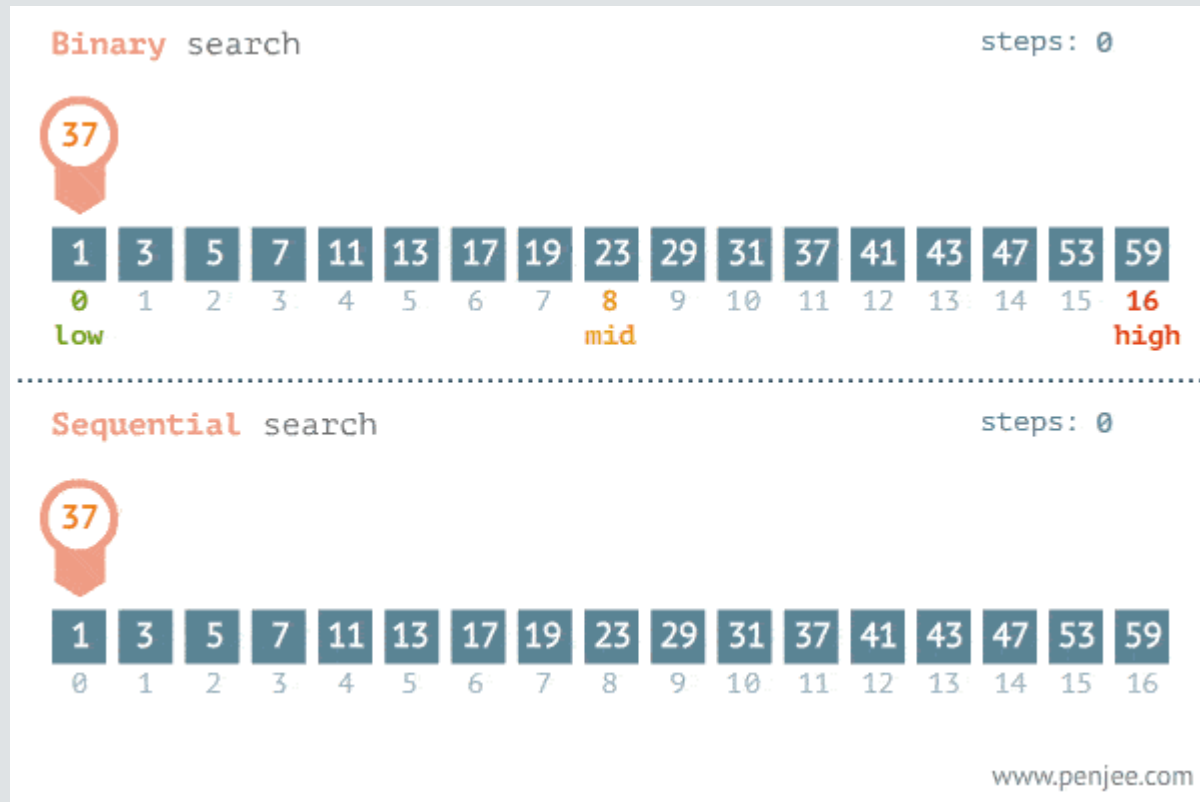 Binary search steps: 0
37
1 3 5 7 11 13 17 19 23 29 31 37 41 43 47 53 59
0 1 2 3 4 5 6 7 8 9 10 11 12 13 14 15 16
low mid high
Sequential search steps: 0
37
1 3 5 7 11 13 17 19 23 29 31 37 41 43 47 53 59
0 1 2 3 4 5 6 7 8 9 10 11 12 13 14 15 16
www.penjee.com